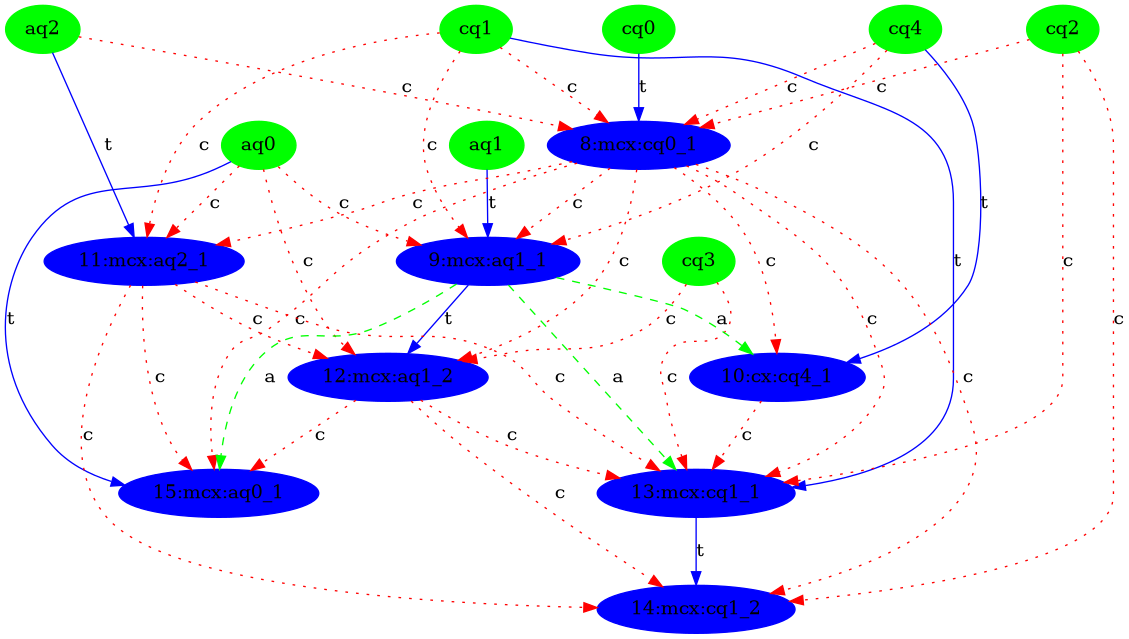 aq2 cq1 cq0 cq4 cq2
c c c t c c
t c aq0 c aq1 c 8:mcx:cq0_1
t c c c t c c t c c
11:mcx:aq2_1 9:mcx:aq1_1 cq3
t c c c t a c c c c
12:mcx:aq1_2 10:cx:cq4_1
c c a c c c a c c c
15:mcx:aq0_1 13:mcx:cq1_1
c t
14:mcx:cq1_2